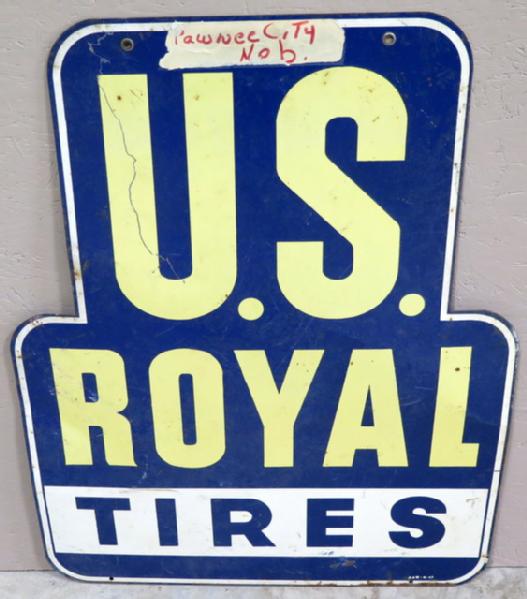 Pawnee CiTy
Neb.
U.S.
ROYAL
TIRES